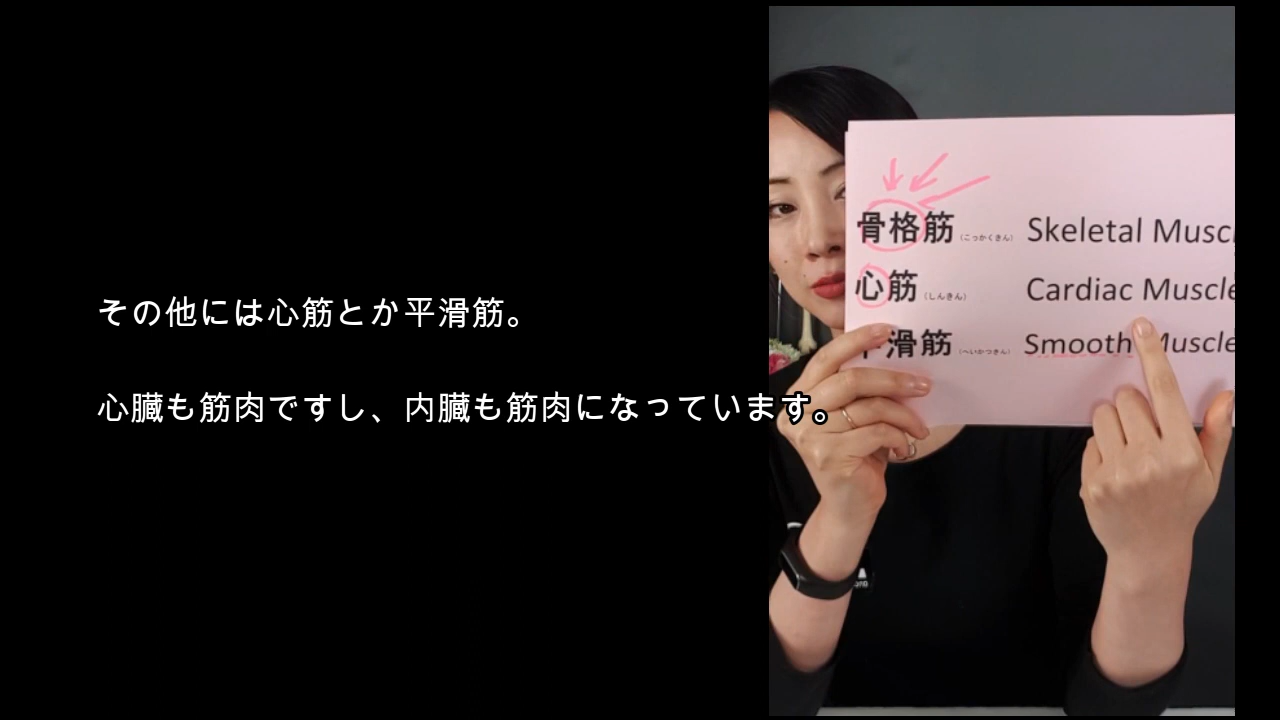 その他には心筋とか平滑筋。
心臓も筋肉ですし、内臓も筋肉になっています。
骨格筋 (こっかくきん) Skeletal Muscl
心筋 (しんきん) Cardiac Muscle
滑筋 (へいかつきん) Smooth Muscle